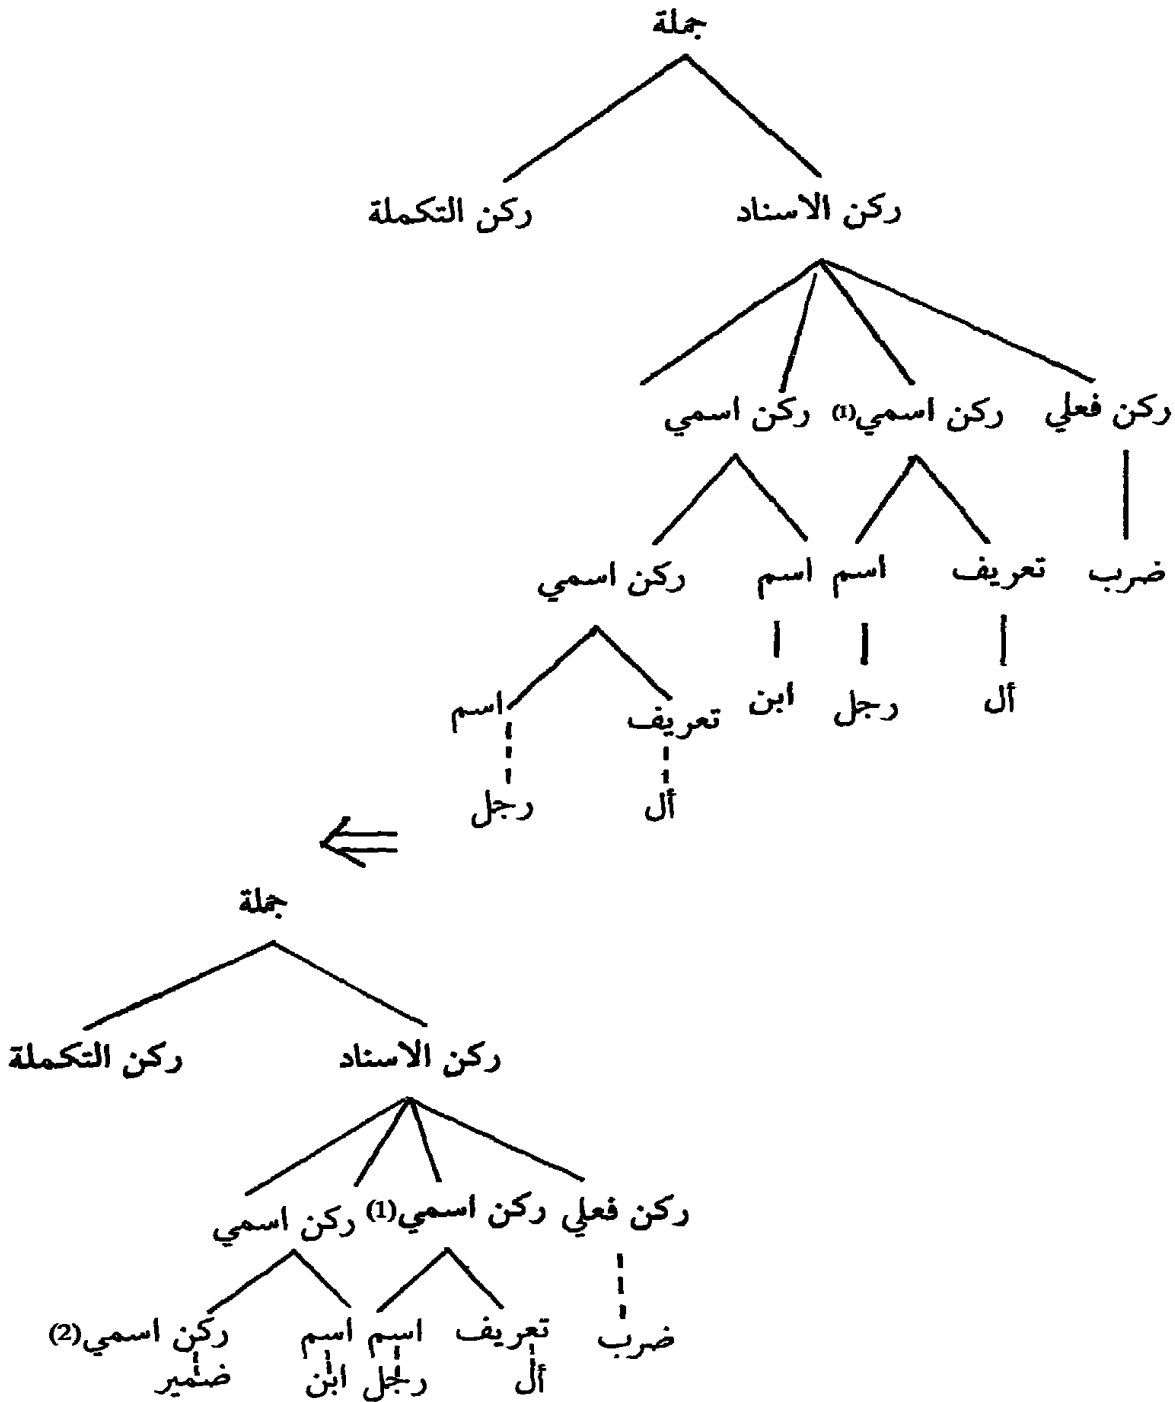 جملة
ركن الاسناد ركن التكملة
ركن فعلي ركن اسمي(1) ركن اسمي
ضرب تعريف اسم اسم ركن اسمي
أل رجل ابن تعريف اسم
أل رجل
جملة
ركن الاسناد ركن التكملة
ركن فعلي ركن اسمي(1) ركن اسمي
ضرب تعريف اسم اسم ركن اسمي(2)
أل رجل ابن ضمير